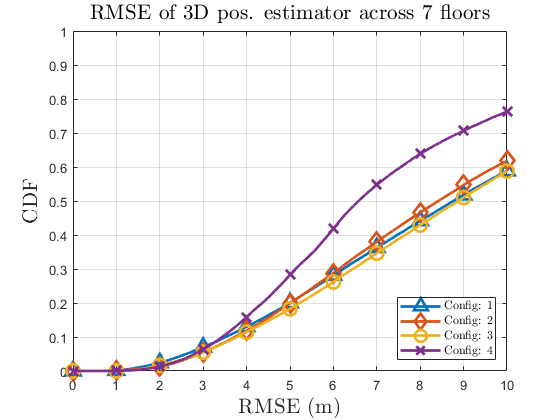 RMSE of 3D pos. estimator across 7 floors
1
0.9
0.8
0.7
0.6
0.5
0.4
0.3
0.2
0.1
0
CDF
Config: 1
Config: 2
Config: 3
Config: 4
0 1 2 3 4 5 6 7 8 9 10
RMSE (m)